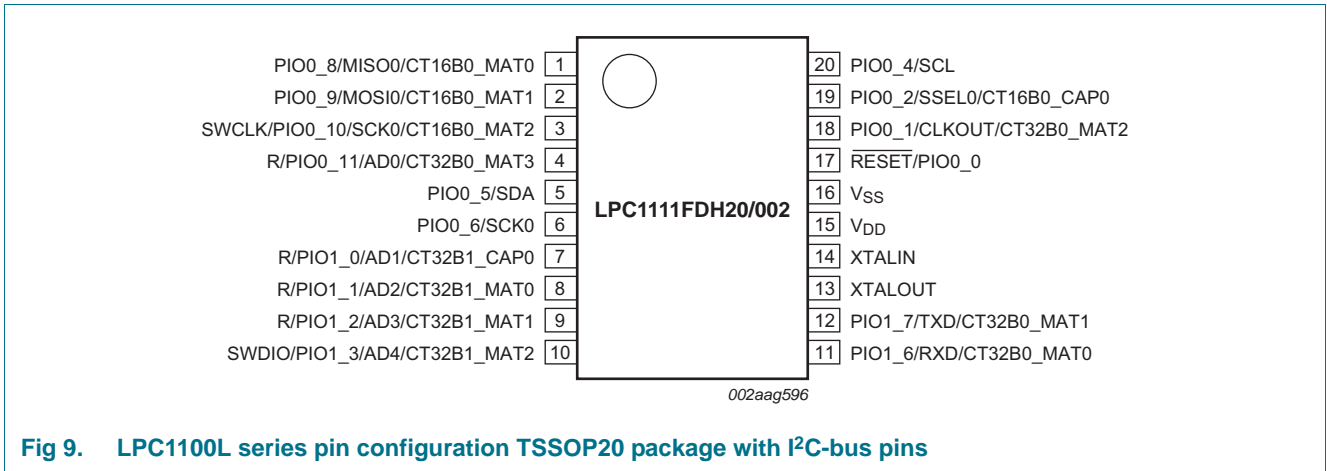 PIO0_8/MISO0/CT16B0_MAT0 1
PIO0_9/MOSI0/CT16B0_MAT1 2
SWCLK/PIO0_10/SCK0/CT16B0_MAT2 3
R/PIO0_11/AD0/CT32B0_MAT3 4
PIO0_5/SDA 5
PIO0_6/SCK0 6
R/PIO1_0/AD1/CT32B1_CAP0 7
R/PIO1_1/AD2/CT32B1_MAT0 8
R/PIO1_2/AD3/CT32B1_MAT1 9
SWDIO/PIO1_3/AD4/CT32B1_MAT2 10
LPC1111FDH20/002
20 PIO0_4/SCL
19 PIO0_2/SSEL0/CT16B0_CAP0
18 PIO0_1/CLKOUT/CT32B0_MAT2
17 RESET/PIO0_0
16 VSS
15 VDD
14 XTALIN
13 XTALOUT
12 PIO1_7/TXD/CT32B0_MAT1
11 PIO1_6/RXD/CT32B0_MAT0
002aag596
Fig 9. LPC1100L series pin configuration TSSOP20 package with I2C-bus pins